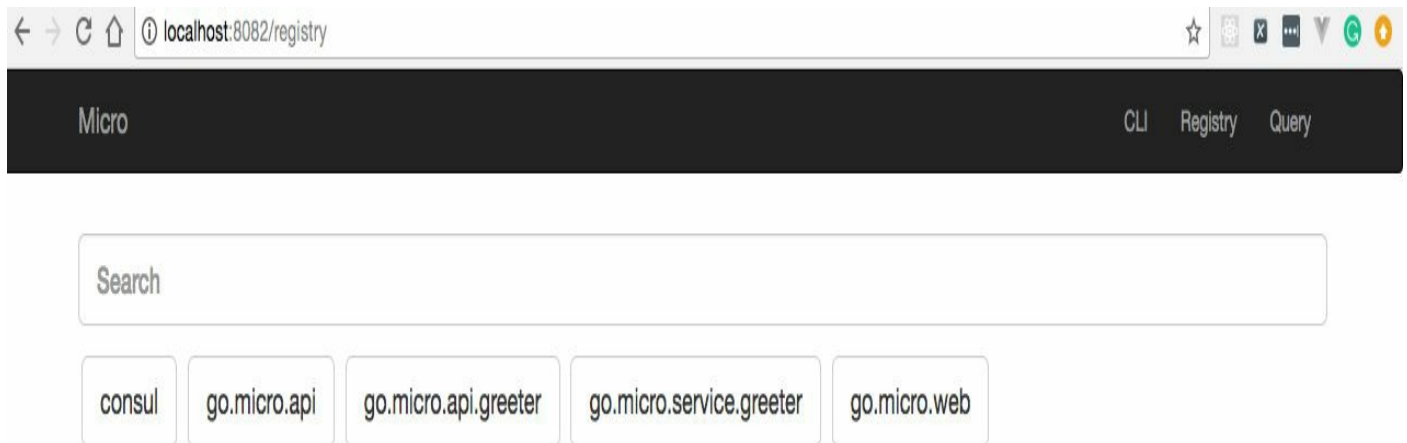 localhost:8082/registry
Micro CLI Registry Query
Search
consul go.micro.api go.micro.api.greeter go.micro.service.greeter go.micro.web